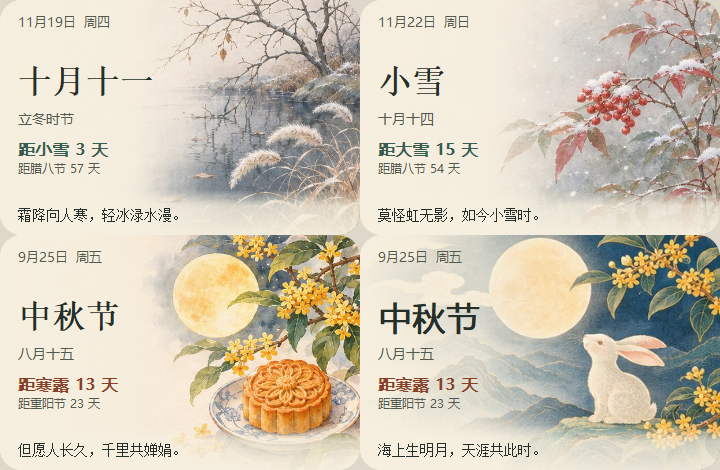 11月19日 周四
十月十一
立冬时节
距小雪 3 天
距腊八节 57 天
霜降向人寒，轻冰渌水漫。
11月22日 周日
小雪
十月十四
距大雪 15 天
距腊八节 54 天
莫怪虹无影，如今小雪时。
9月25日 周五
中秋节
八月十五
距寒露 13 天
距重阳节 23 天
但愿人长久，千里共婵娟。
9月25日 周五
中秋节
八月十五
距寒露 13 天
距重阳节 23 天
海上生明月，天涯共此时。